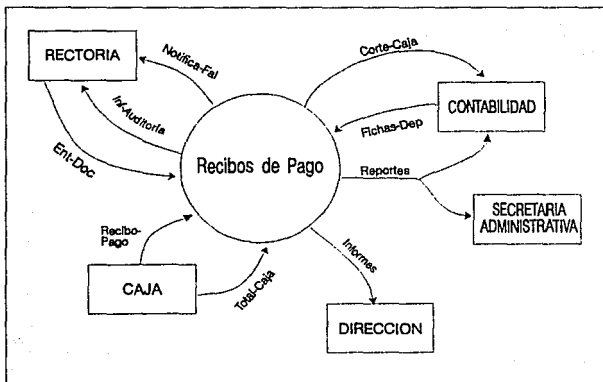 RECTORIA
Notifica-Fal
Inf-Auditoría
Ent-Doc
Recibos de Pago
Corte-Caja
CONTABILIDAD
Fichas-Dep
Reportes
SECRETARIA
ADMINISTRATIVA
Recibo-
Pago
CAJA
Total-Caja
Informes
DIRECCION